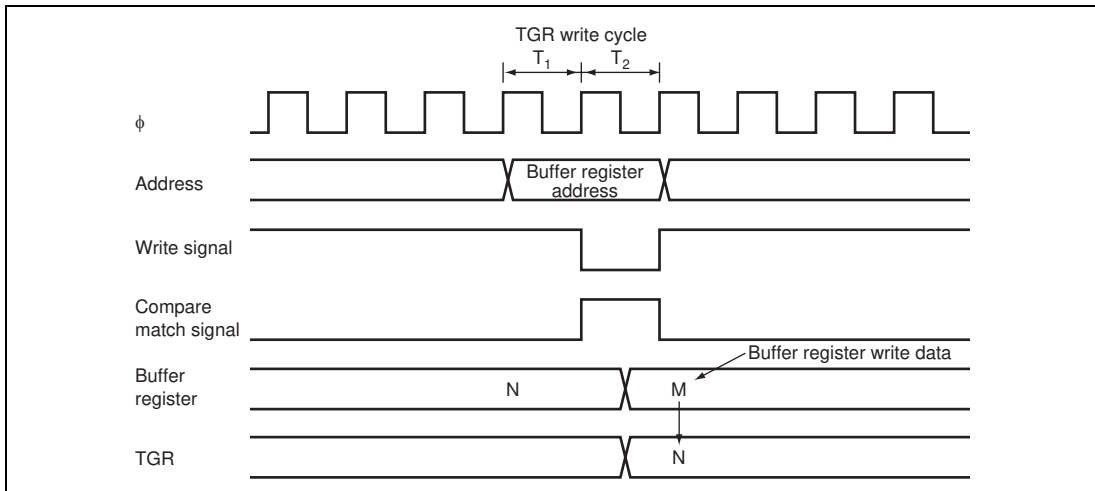 TGR write cycle
T1 T2
ϕ
Address
Buffer register
address
Write signal
Compare
match signal
Buffer register write data
Buffer
register
N
M
TGR
N